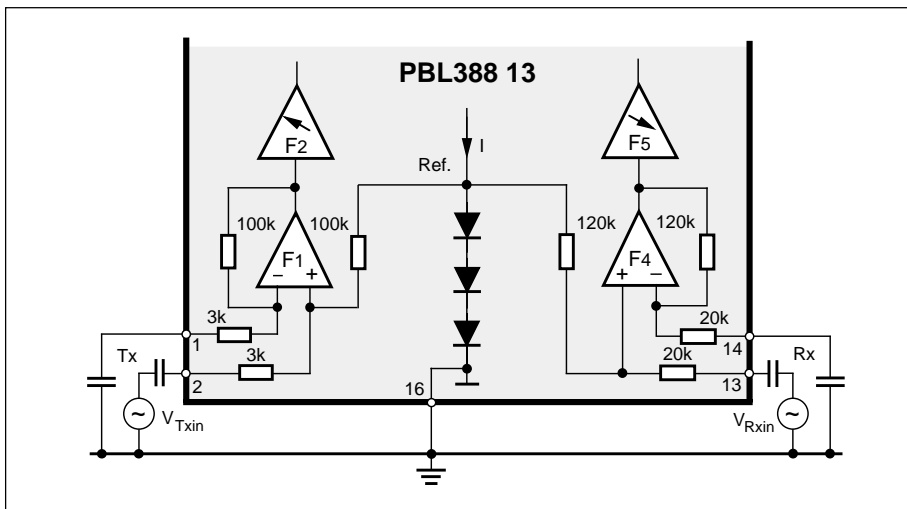 PBL388 13
F2
F5
I
Ref.
100k
100k
120k
120k
F1
F4
− +
+ −
3k
20k
1
14
Tx
3k
20k
Rx
2
16
13
~
~
V Txin
V Rxin